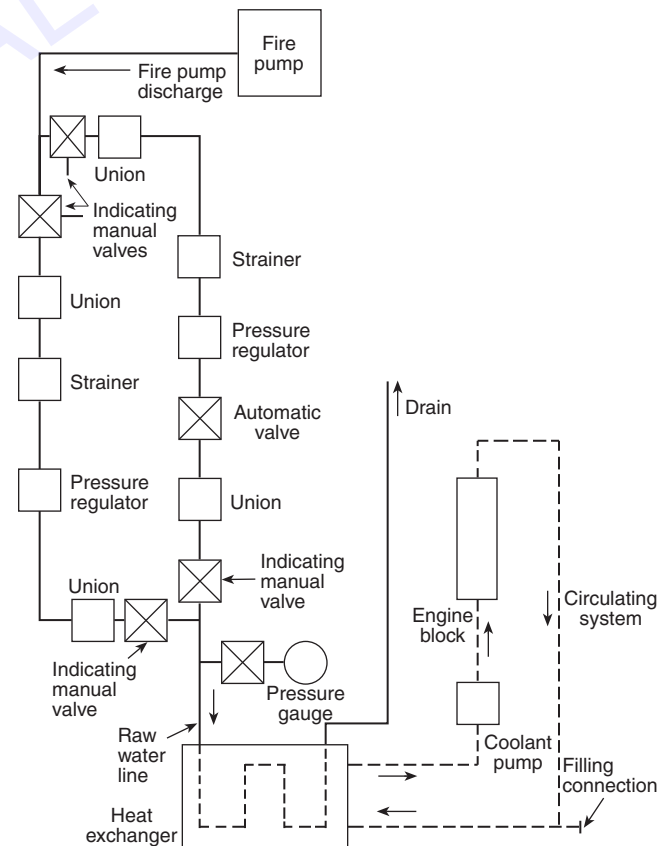 Fire
pump
Fire pump
discharge
Union
Indicating
manual
valves
Strainer
Union
Pressure
regulator
Strainer
Automatic
valve
Drain
Pressure
regulator
Union
Indicating
manual
valve
Union
Engine
block
Circulating
system
Indicating
manual
valve
Pressure
gauge
Raw
water
line
Coolant
pump
Filling
connection
Heat
exchanger